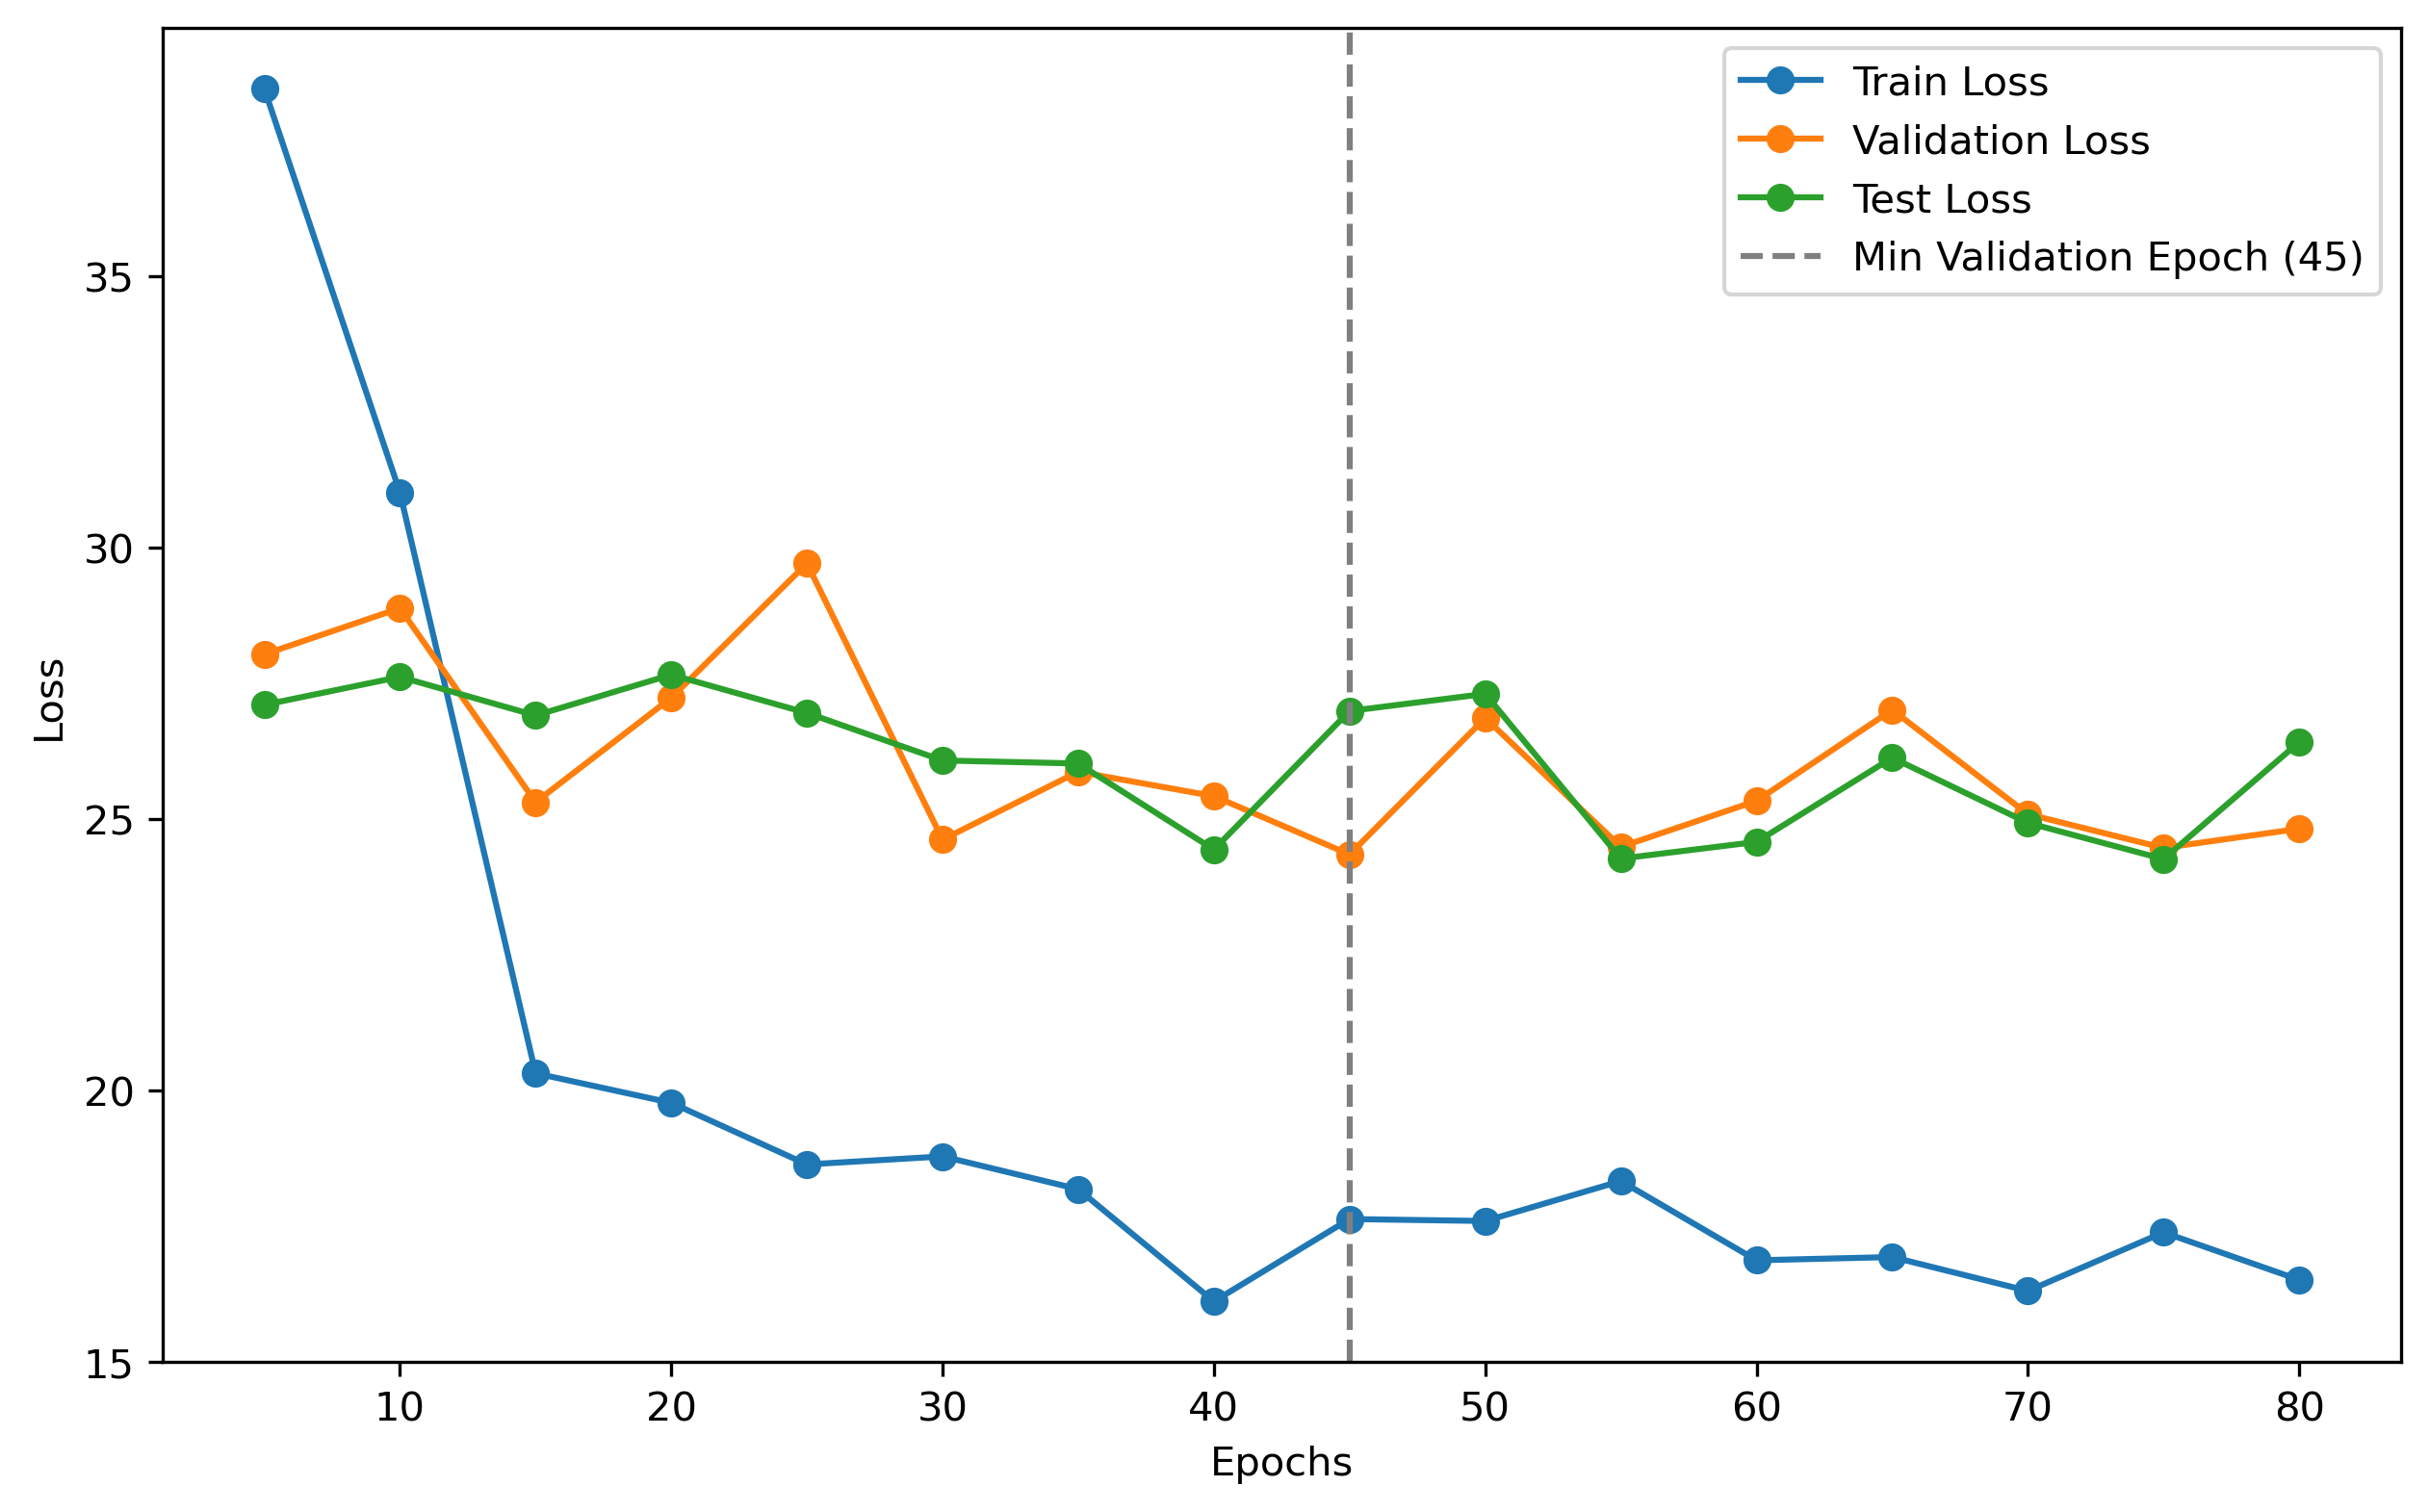 Train Loss
Validation Loss
Test Loss
Min Validation Epoch (45)
35
30
25
20
15
Loss
10 20 30 40 50 60 70 80
Epochs